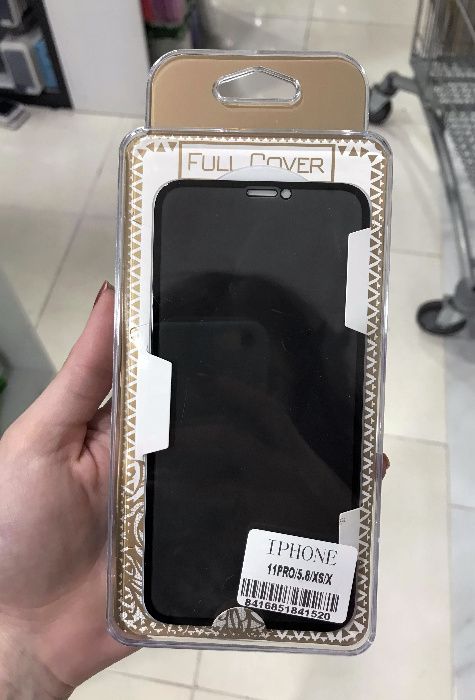 FULL COVER
IPHONE
11PRO/5.8/XS/X
8416851841520